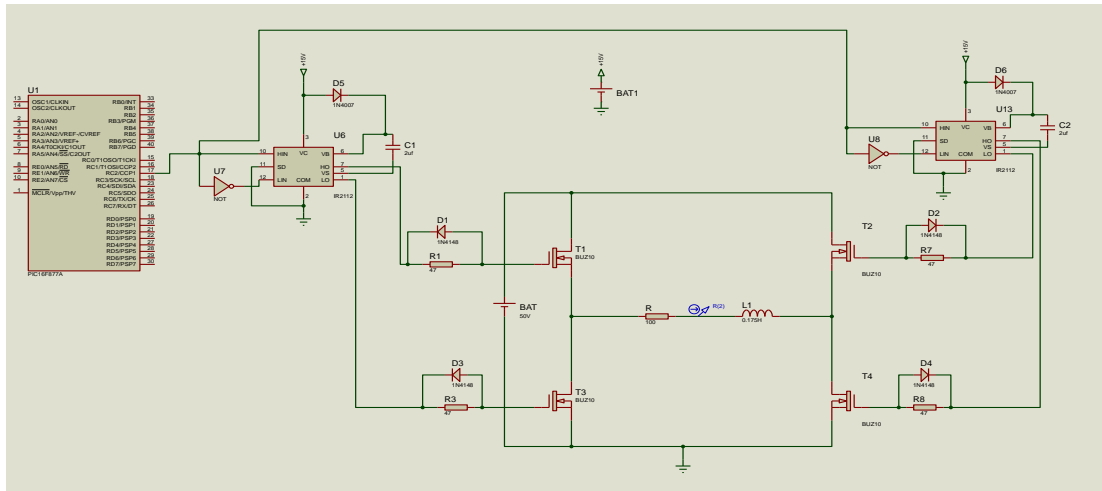 U1
13 OSC1/CLKIN RB0/INT 33
14 OSC2/CLKOUT RB1 34
RB2 35
2 RA0/AN0 RB3/PGM 36
3 RA1/AN1 RB4 37
4 RA2/AN2/VREF-/CVREF RB5 38
5 RA3/AN3/VREF+ RB6/PGC 39
6 RA4/T0CKI/C1OUT RB7/PGD 40
7 RA5/AN4/SS/C2OUT
RC0/T1OSO/T1CKI 15
8 RE0/AN5/RD RC1/T1OSI/CCP2 16
9 RE1/AN6/WR RC2/CCP1 17
10 RE2/AN7/CS RC3/SCK/SCL 18
RC4/SDI/SDA 23
1 MCLR/Vpp/THV RC5/SDO 24
RC6/TX/CK 25
RC7/RX/DT 26
RD0/PSP0 19
RD1/PSP1 20
RD2/PSP2 21
RD3/PSP3 22
RD4/PSP4 27
RD5/PSP5 28
RD6/PSP6 29
RD7/PSP7 30
PIC16F877A
U7
NOT
+15V
D5
1N4007
U6
3
VC
10 HIN VB 6
11 SD HO 7
VS 5
12 LIN COM LO 1
2
IR2112
C1
2uf
+15V
BAT1
+15V
D6
1N4007
U13
3
VC
10 HIN VB 6
11 SD HO 7
VS 5
12 LIN COM LO 1
2
IR2112
C2
2uf
U8
NOT
D1
1N4148
R1
47
T1
BUZ10
T2
BUZ10
D2
1N4148
R7
47
BAT
50V
R
100
R(2)
L1
0.175H
D3
1N4148
R3
47
T3
BUZ10
T4
BUZ10
D4
1N4148
R8
47